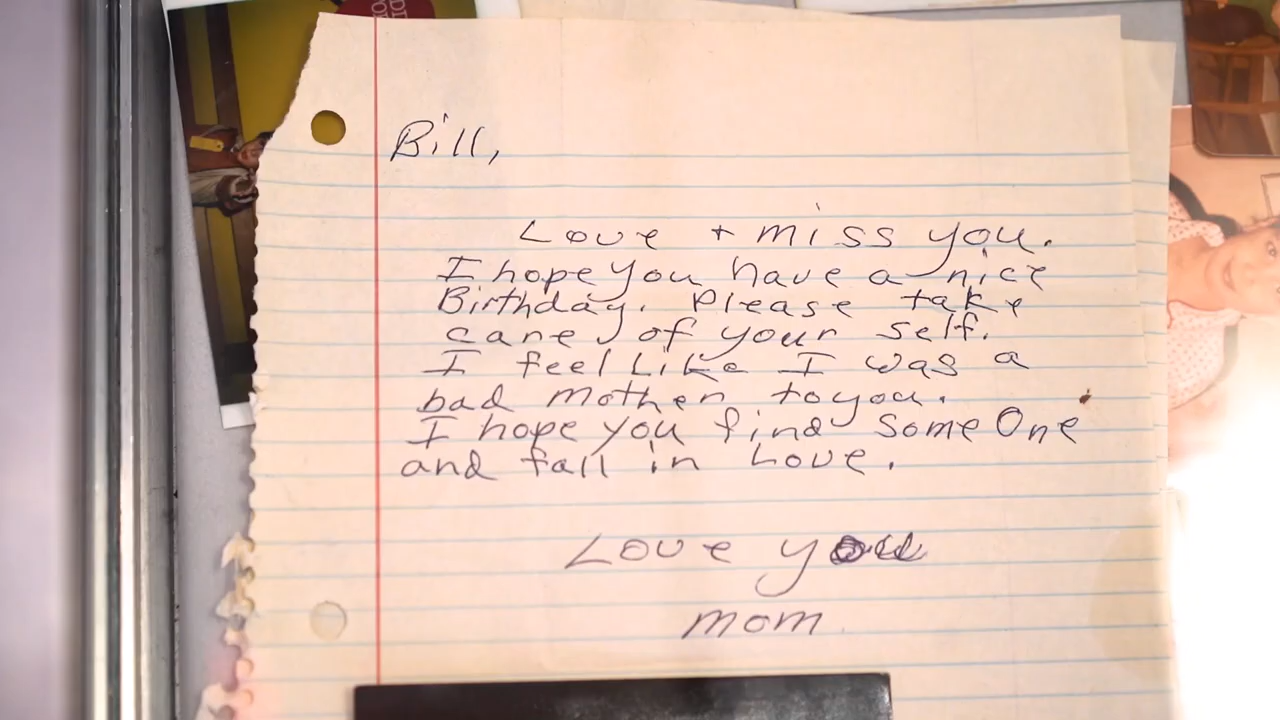 Bill,
Love + miss you.
I hope you have a nice
Birthday. Please take
care of your self.
I feel Like I was a
bad mother to you.
I hope you find Some One
and fall in Love.
Love you
mom